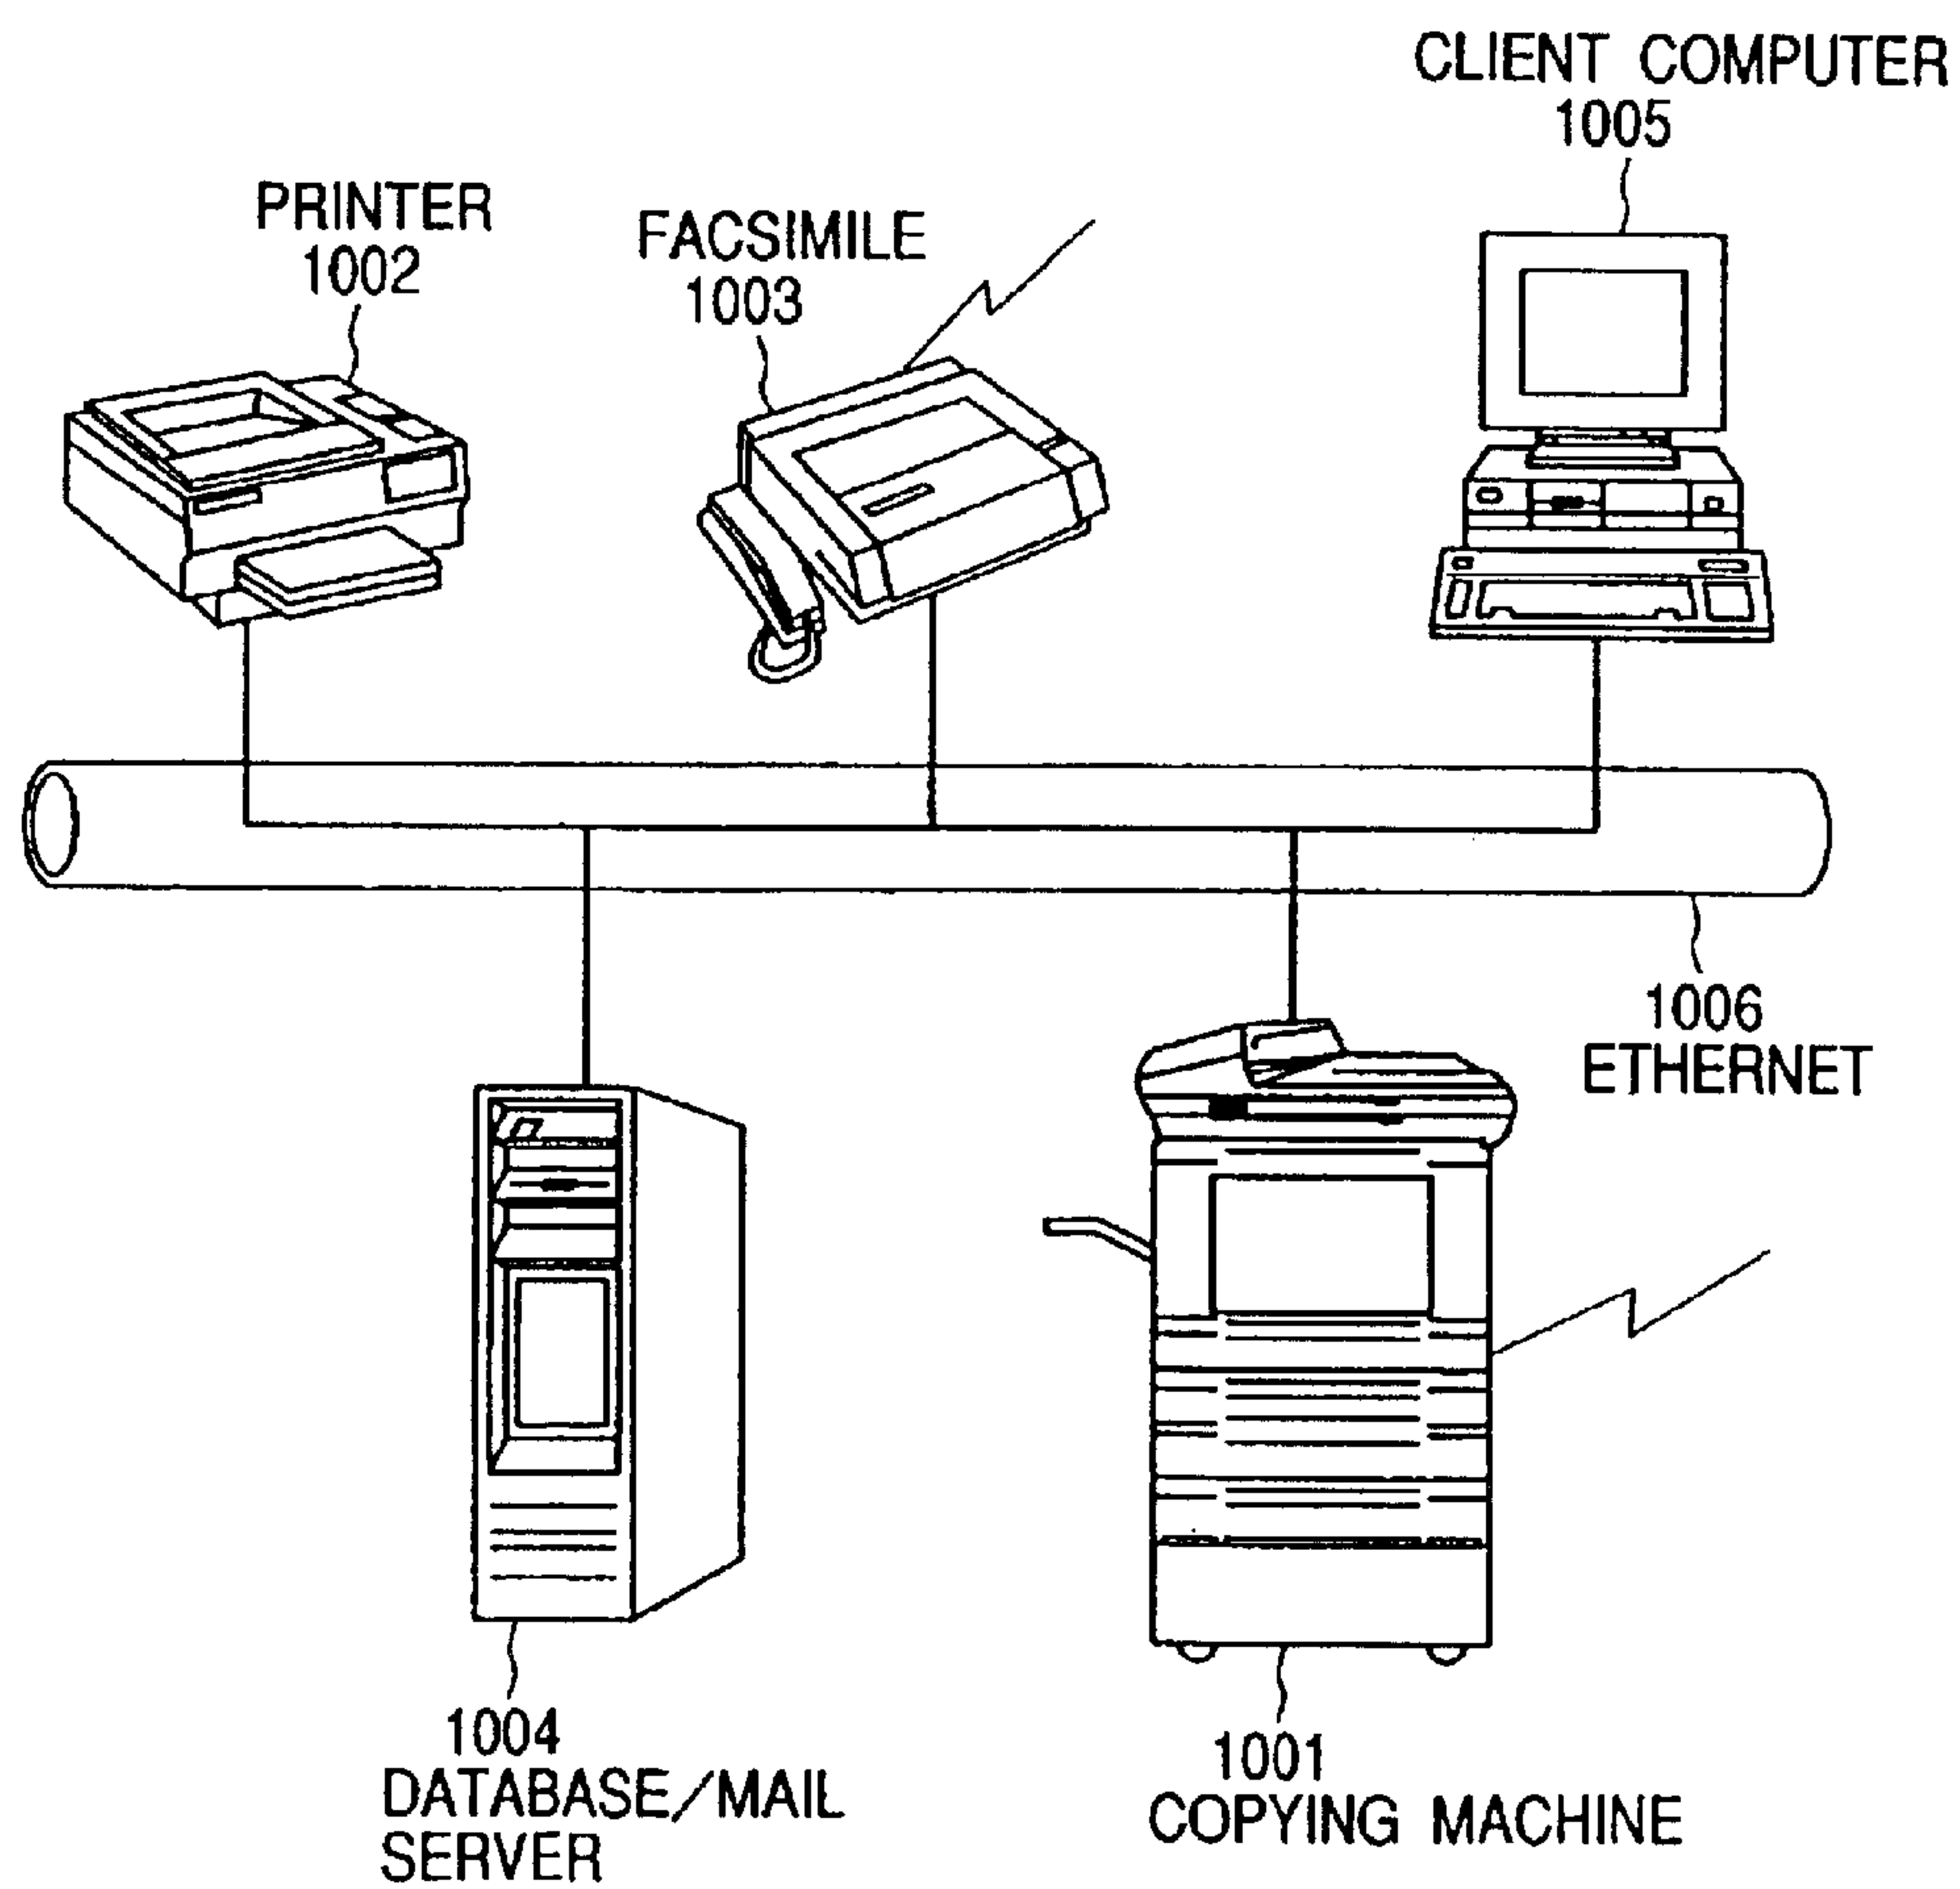 CLIENT COMPUTER
1005
PRINTER
1002
FACSIMILE
1003
1006
ETHERNET
1004
DATABASE/MAIL
SERVER
1001
COPYING MACHINE